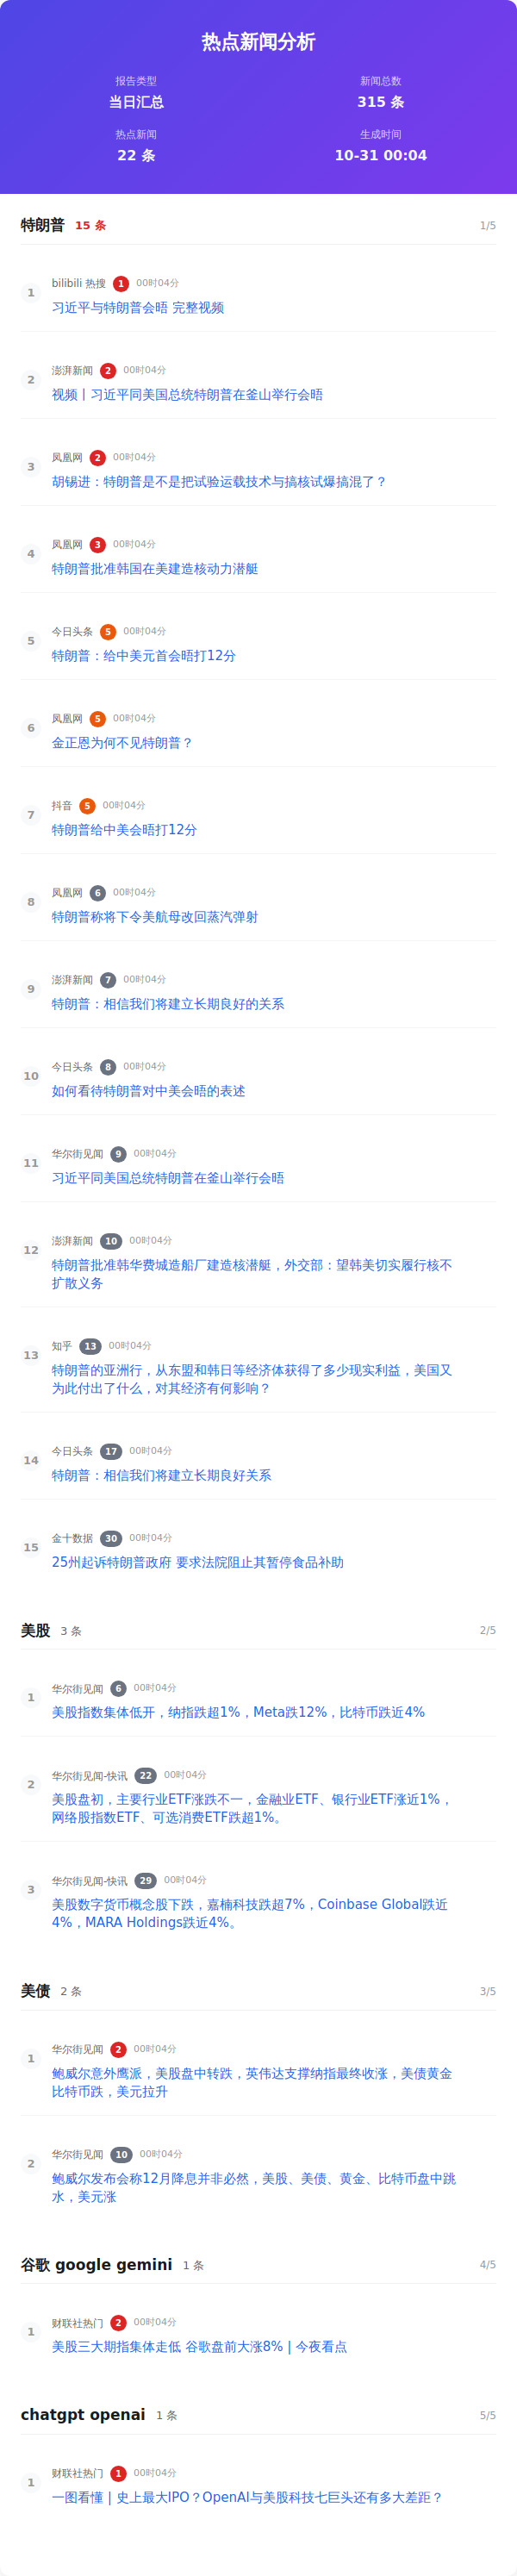 热点新闻分析
报告类型
当日汇总
新闻总数
315 条
热点新闻
22 条
生成时间
10-31 00:04
特朗普 15 条 1/5
1
bilibili 热搜 1 00时04分
习近平与特朗普会晤 完整视频
2
澎湃新闻 2 00时04分
视频丨习近平同美国总统特朗普在釜山举行会晤
3
凤凰网 2 00时04分
胡锡进：特朗普是不是把试验运载技术与搞核试爆搞混了？
4
凤凰网 3 00时04分
特朗普批准韩国在美建造核动力潜艇
5
今日头条 5 00时04分
特朗普：给中美元首会晤打12分
6
凤凰网 5 00时04分
金正恩为何不见特朗普？
7
抖音 5 00时04分
特朗普给中美会晤打12分
8
凤凰网 6 00时04分
特朗普称将下令美航母改回蒸汽弹射
9
澎湃新闻 7 00时04分
特朗普：相信我们将建立长期良好的关系
10
今日头条 8 00时04分
如何看待特朗普对中美会晤的表述
11
华尔街见闻 9 00时04分
习近平同美国总统特朗普在釜山举行会晤
12
澎湃新闻 10 00时04分
特朗普批准韩华费城造船厂建造核潜艇，外交部：望韩美切实履行核不
扩散义务
13
知乎 13 00时04分
特朗普的亚洲行，从东盟和韩日等经济体获得了多少现实利益，美国又
为此付出了什么，对其经济有何影响？
14
今日头条 17 00时04分
特朗普：相信我们将建立长期良好关系
15
金十数据 30 00时04分
25州起诉特朗普政府 要求法院阻止其暂停食品补助
美股 3 条 2/5
1
华尔街见闻 6 00时04分
美股指数集体低开，纳指跌超1%，Meta跌12%，比特币跌近4%
2
华尔街见闻-快讯 22 00时04分
美股盘初，主要行业ETF涨跌不一，金融业ETF、银行业ETF涨近1%，
网络股指数ETF、可选消费ETF跌超1%。
3
华尔街见闻-快讯 29 00时04分
美股数字货币概念股下跌，嘉楠科技跌超7%，Coinbase Global跌近
4%，MARA Holdings跌近4%。
美债 2 条 3/5
1
华尔街见闻 2 00时04分
鲍威尔意外鹰派，美股盘中转跌，英伟达支撑纳指最终收涨，美债黄金
比特币跌，美元拉升
2
华尔街见闻 10 00时04分
鲍威尔发布会称12月降息并非必然，美股、美债、黄金、比特币盘中跳
水，美元涨
谷歌 google gemini 1 条 4/5
1
财联社热门 2 00时04分
美股三大期指集体走低 谷歌盘前大涨8% | 今夜看点
chatgpt openai 1 条 5/5
1
财联社热门 1 00时04分
一图看懂 | 史上最大IPO？OpenAI与美股科技七巨头还有多大差距？